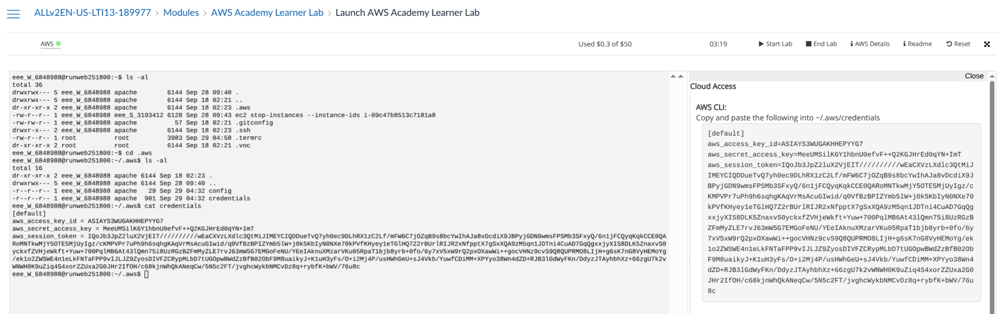 ALLv2EN-US-LTI13-189977 > Modules > AWS Academy Learner Lab > Launch AWS Academy Learner Lab
AWS
Used $0.3 of $50
03:19
Start Lab
End Lab
AWS Details
Readme
Reset
eee_W_6848988@runweb251800:~$ ls -al
total 36
drwxrwx--- 5 eee_W_6848988 apache        6144 Sep 28 09:40 .
drwxrwx--- 5 eee_W_6848988 apache        6144 Sep 18 02:21 ..
dr-xr-xr-x 2 eee_W_6848988 apache        6144 Sep 18 02:23 .aws
-rw-r--r-- 1 eee_W_6848988 eee_S_3193412 6128 Sep 28 09:43 ec2 stop-instances --instance-ids i-09c47b8513c7181a8
-rw-rw-r-- 1 eee_W_6848988 apache          57 Sep 18 02:21 .gitconfig
drwxr-x--- 2 eee_W_6848988 apache        6144 Sep 18 02:23 .ssh
-rw-r--r-- 1 root          root          3983 Sep 29 04:58 .termrc
dr-xr-xr-x 2 root          root          6144 Sep 18 02:21 .voc
eee_W_6848988@runweb251800:~$ cd .aws
eee_W_6848988@runweb251800:~/.aws$ ls -al
total 16
dr-xr-xr-x 2 eee_W_6848988 apache 6144 Sep 18 02:23 .
drwxrwx--- 5 eee_W_6848988 apache 6144 Sep 28 09:40 ..
-r--r--r-- 1 eee_W_6848988 apache   29 Sep 29 04:32 config
-r--r--r-- 1 eee_W_6848988 apache  901 Sep 29 04:32 credentials
eee_W_6848988@runweb251800:~/.aws$ cat credentials
[default]
aws_access_key_id = ASIAYS3WUGAKHHEPYYG7
aws_secret_access_key = MeeUMSilK6Y1hbnU0efvF++Q2KGJHrEd0qYN+ImT
aws_session_token = IQoJb3JpZ2luX2VjEIT//////////wEaCXVzLXdlc3QtMiJIMEYCIQDDueTvQ7yh0ec9DLhRX1zC2Lf/mFW6C7jOZqB9s8bcYwIhAJa8vDcdiX9JBPyjGDN9wmsFPSMb3SFxyQ/6n1jFCQyqKqkCCE0QA
RoMNTkwMjY5OTE5MjUyIgz/cKMPVPr7uPh9h6sqhgKAqVrMsAcuGIwid/q0VfBzBPIZYmb5lW+j0k5KbIyN0NXe70kPVfKHyey1eTGlHQ7Z2rBUrlRIJR2xNfpptX7gSxXQA9zM5qn1JDTni4CuAD7GqQgxxjyXIS8DLK5ZnaxvS0
yckxfZVHjeWkft+Yuw+700PqlMB6At43lQmn75i8UzRGzBZFmMyZLE7rvJ63mW5G7EMGoFeNU/YEeIAknuXMzarVKu05RpaT1bjb8yrb+0fo/6y7xV5xW9rQ2pxOXawWi++gocVHNz9cvS9Q8QUPRMO8LIjH+g6sK7nG8VyHEMoYg
/ek1o2ZWSWE4n1eLkFNTaFPP9vIJLJZ9ZyosDIVFZCRypMLbD7tUGOpwBWdZzBfB02ObF9M8uaikyJ+K1uH3yFs/O+i2Mj4P/usHWhGeU+sJ4Vkb/YuwfCDiMM+XPYyo38Wn4dZD+RJB3lGdWyFKn/DdyzJTAyhbhXz+66zgU7k2v
WNWH0K9uZiq4S4xorZZUxa2G0JHr2IfOH/c68kjnWhQkANeqCw/5N5c2FT/jvghcWykbNMCvDz8q+rybfK+bWV/76u8c
eee_W_6848988@runweb251800:~/.aws$
Close
Cloud Access
AWS CLI:
Copy and paste the following into ~/.aws/credentials
[default]
aws_access_key_id=ASIAYS3WUGAKHHEPYYG7
aws_secret_access_key=MeeUMSilK6Y1hbnU0efvF++Q2KGJHrEd0qYN+ImT
aws_session_token=IQoJb3JpZ2luX2VjEIT//////////wEaCXVzLXdlc3QtMiJ
IMEYCIQDDueTvQ7yh0ec9DLhRX1zC2Lf/mFW6C7jOZqB9s8bcYwIhAJa8vDcdiX9J
BPyjGDN9wmsFPSMb3SFxyQ/6n1jFCQyqKqkCCE0QARoMNTkwMjY5OTE5MjUyIgz/c
KMPVPr7uPh9h6sqhgKAqVrMsAcuGIwid/q0VfBzBPIZYmb5lW+j0k5KbIyN0NXe70
kPVfKHyey1eTGlHQ7Z2rBUrlRIJR2xNfpptX7gSxXQA9zM5qn1JDTni4CuAD7GqQg
xxjyXIS8DLK5ZnaxvS0yckxfZVHjeWkft+Yuw+700PqlMB6At43lQmn75i8UzRGzB
ZFmMyZLE7rvJ63mW5G7EMGoFeNU/YEeIAknuXMzarVKu05RpaT1bjb8yrb+0fo/6y
7xV5xW9rQ2pxOXawWi++gocVHNz9cvS9Q8QUPRMO8LIjH+g6sK7nG8VyHEMoYg/ek
1o2ZWSWE4n1eLkFNTaFPP9vIJLJZ9ZyosDIVFZCRypMLbD7tUGOpwBWdZzBfB02Ob
F9M8uaikyJ+K1uH3yFs/O+i2Mj4P/usHWhGeU+sJ4Vkb/YuwfCDiMM+XPYyo38Wn4
dZD+RJB3lGdWyFKn/DdyzJTAyhbhXz+66zgU7k2vWNWH0K9uZiq4S4xorZZUxa2G0
JHr2IfOH/c68kjnWhQkANeqCw/5N5c2FT/jvghcWykbNMCvDz8q+rybfK+bWV/76u
8c